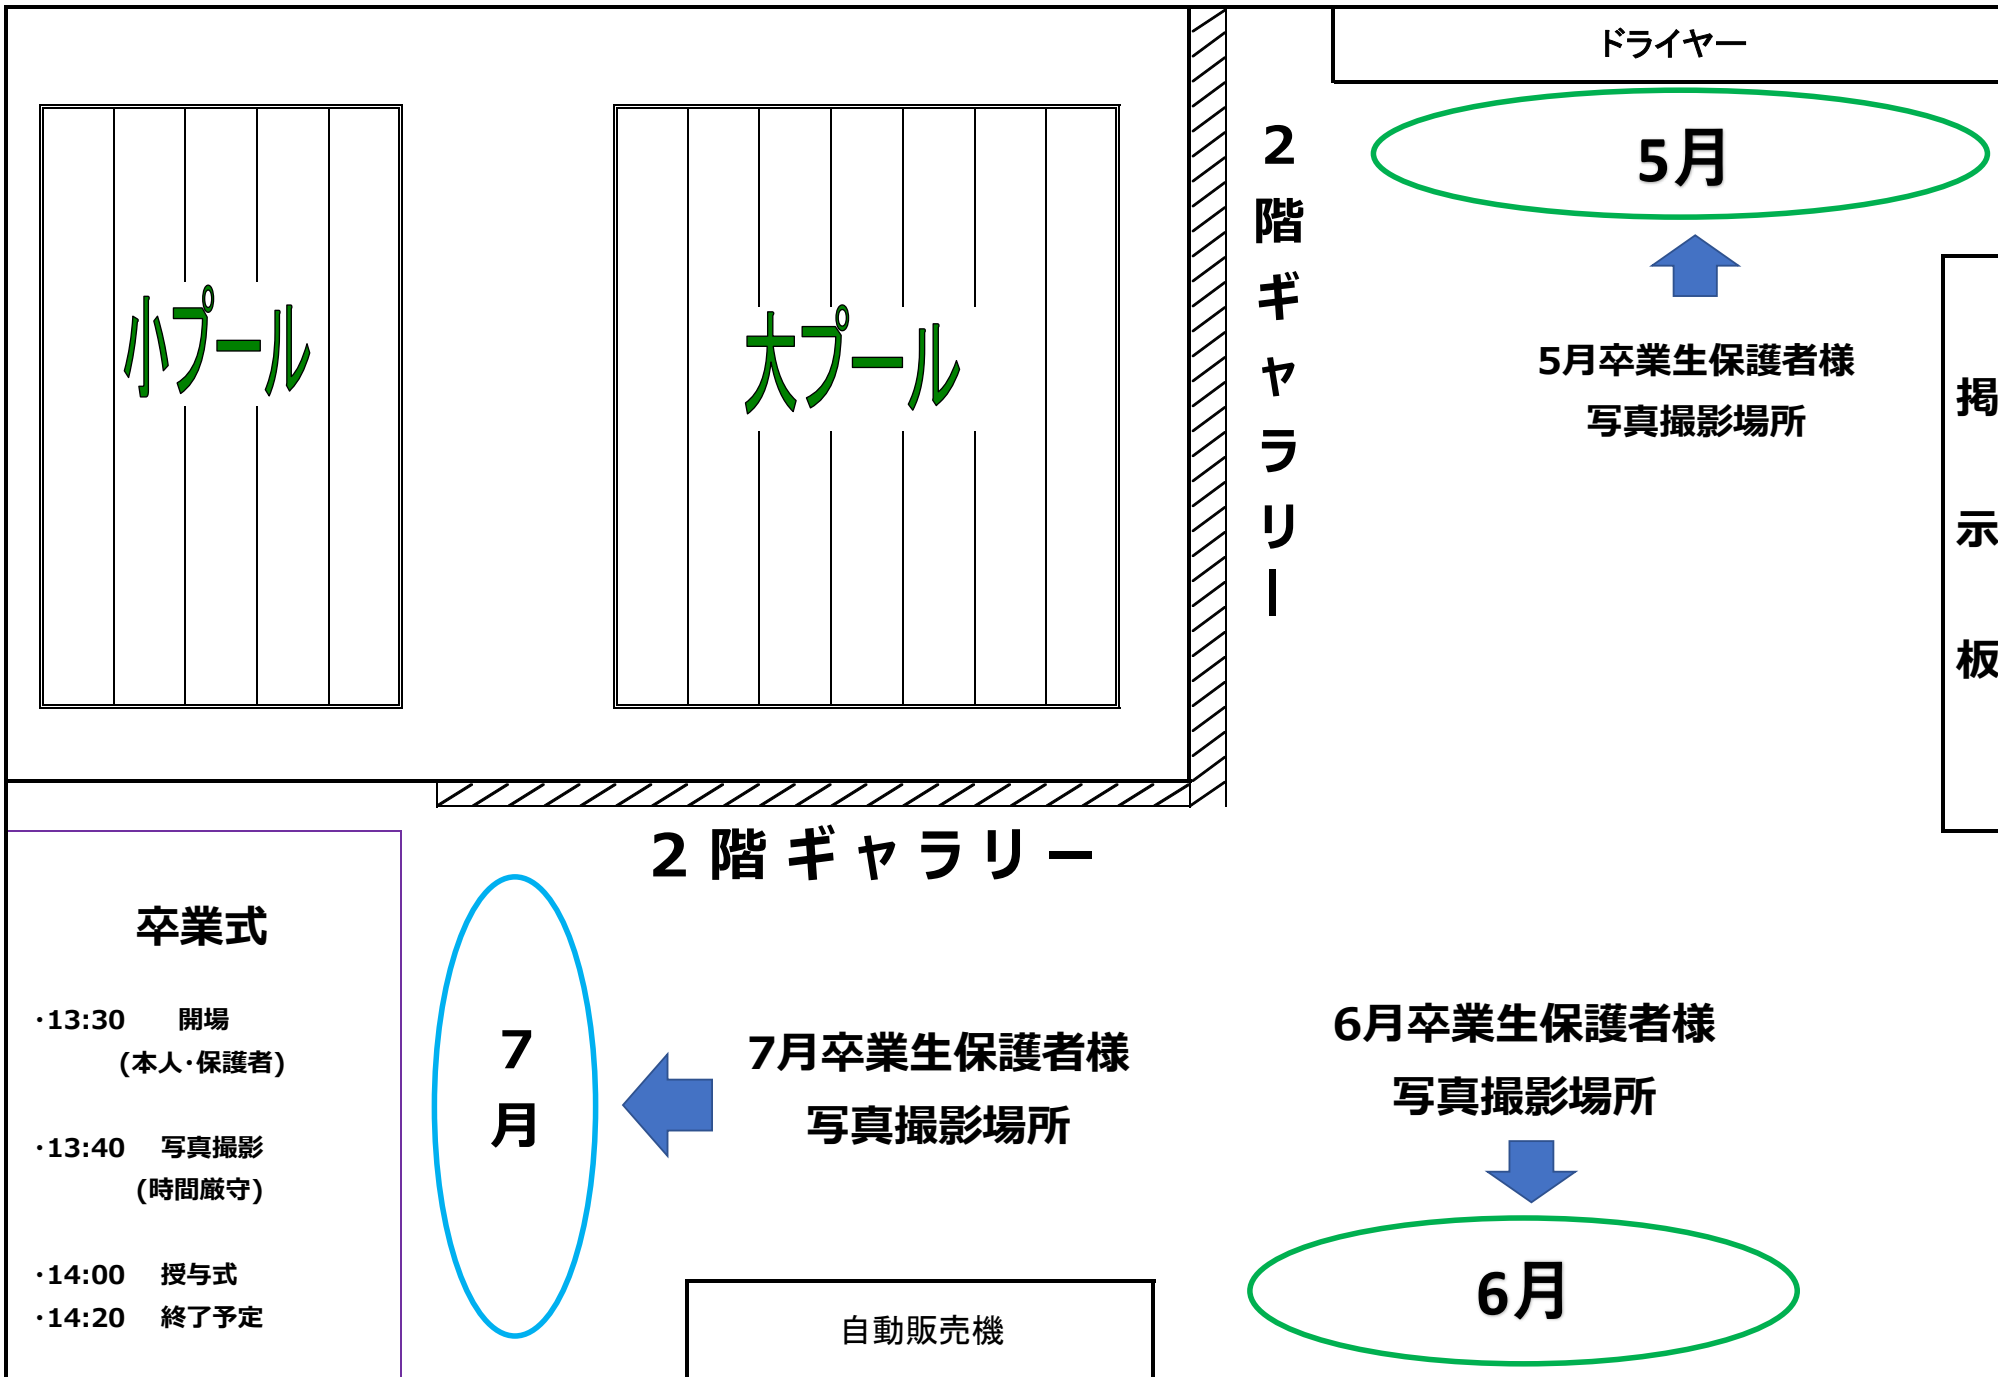 ドライヤー
5月
5月卒業生保護者様
写真撮影場所
掲示板
2階ギャラリー
小プール
大プール
2階ギャラリー
卒業式
・13:30 開場
(本人・保護者)
・13:40 写真撮影
(時間厳守)
・14:00 授与式
・14:20 終了予定
7月
7月卒業生保護者様
写真撮影場所
6月卒業生保護者様
写真撮影場所
6月
自動販売機